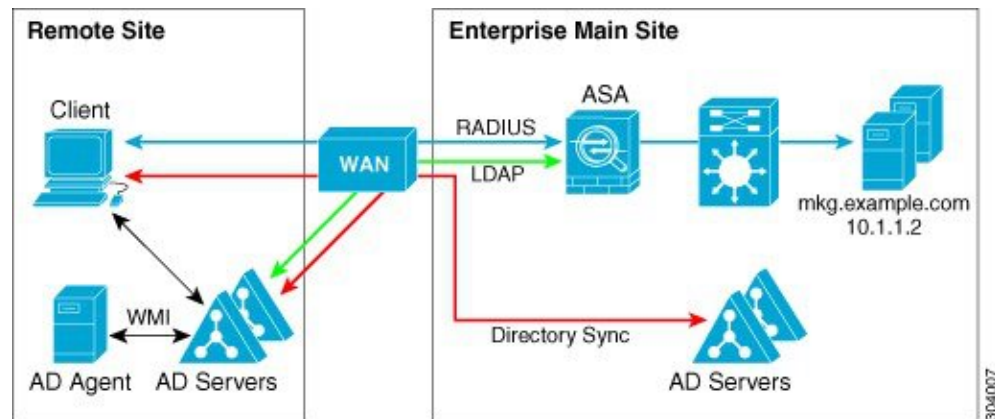 Remote Site
Enterprise Main Site
Client
ASA
RADIUS
WAN
LDAP
mkg.example.com
10.1.1.2
WMI
Directory Sync
AD Agent
AD Servers
AD Servers
304007